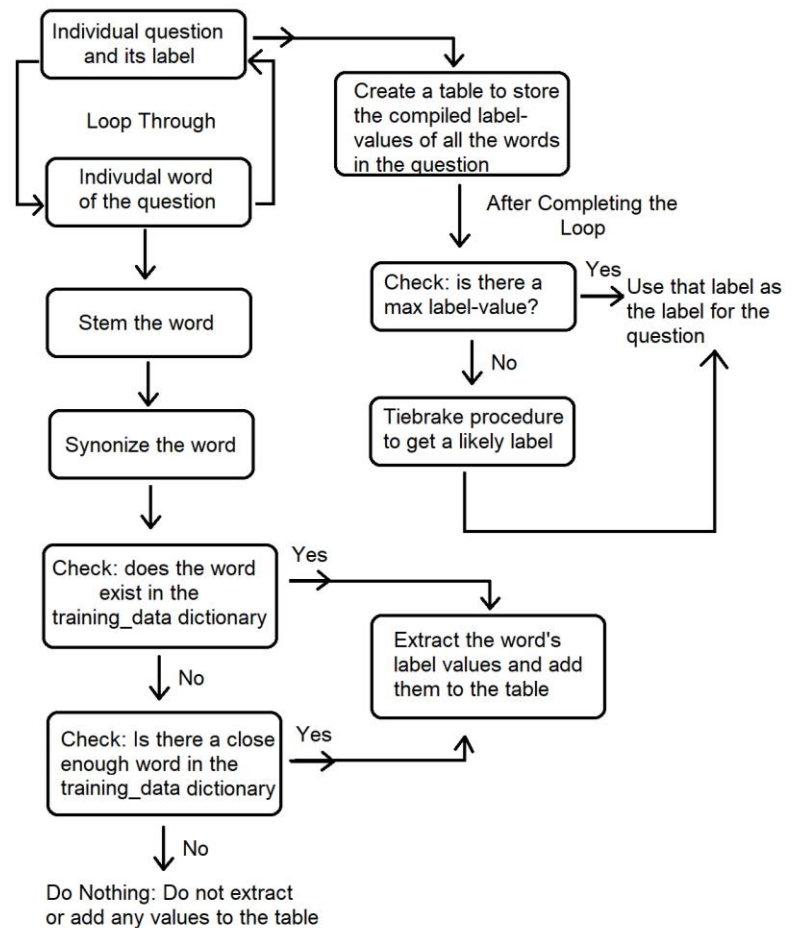 Individual question
and its label
Loop Through
Indivudal word
of the question
Stem the word
Synonize the word
Check: does the word
exist in the
training_data dictionary
Yes
No
Check: Is there a close
enough word in the
training_data dictionary
Yes
No
Do Nothing: Do not extract
or add any values to the table
Create a table to store
the compiled label-
values of all the words
in the question
After Completing the
Loop
Check: is there a
max label-value?
Yes
Use that label as
the label for the
question
No
Tiebrake procedure
to get a likely label
Extract the word's
label values and add
them to the table